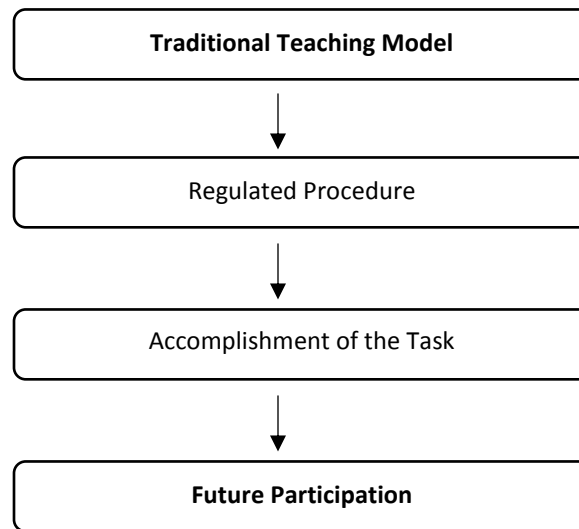 Traditional Teaching Model
Regulated Procedure
Accomplishment of the Task
Future Participation